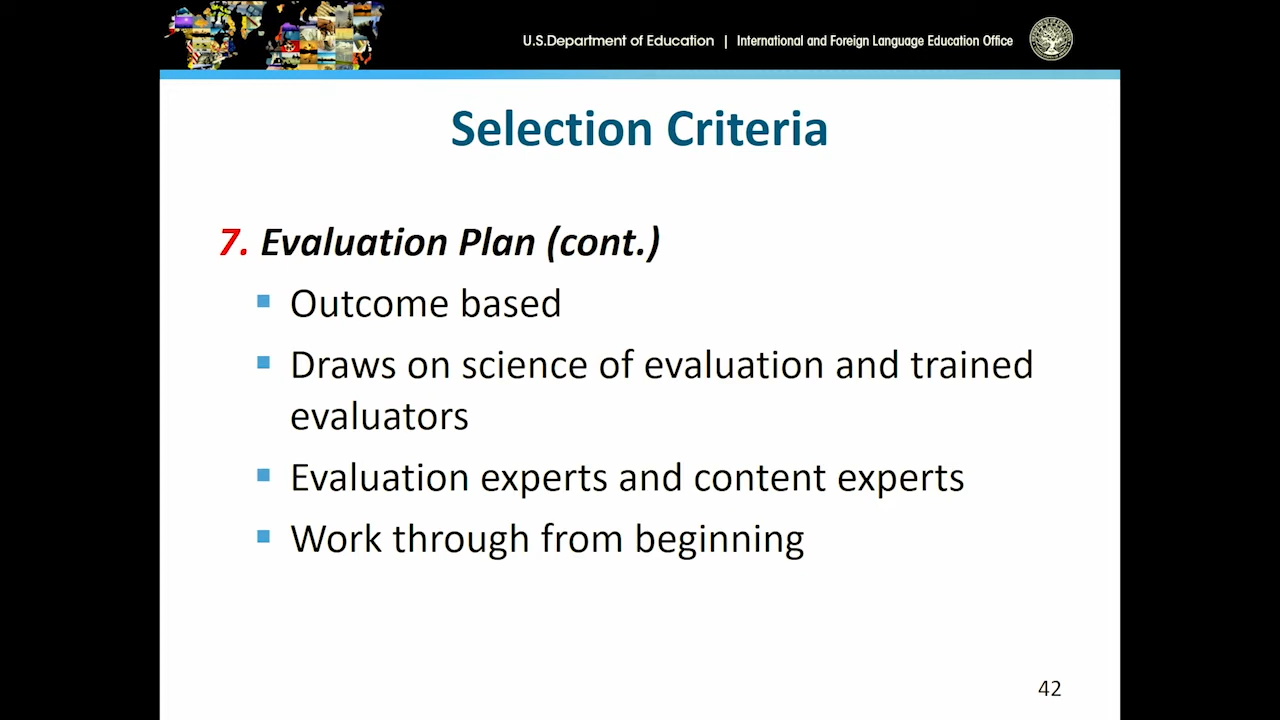 U.S.Department of Education | International and Foreign Language Education Office
Selection Criteria
7. Evaluation Plan (cont.)
Outcome based
Draws on science of evaluation and trained
evaluators
Evaluation experts and content experts
Work through from beginning
42